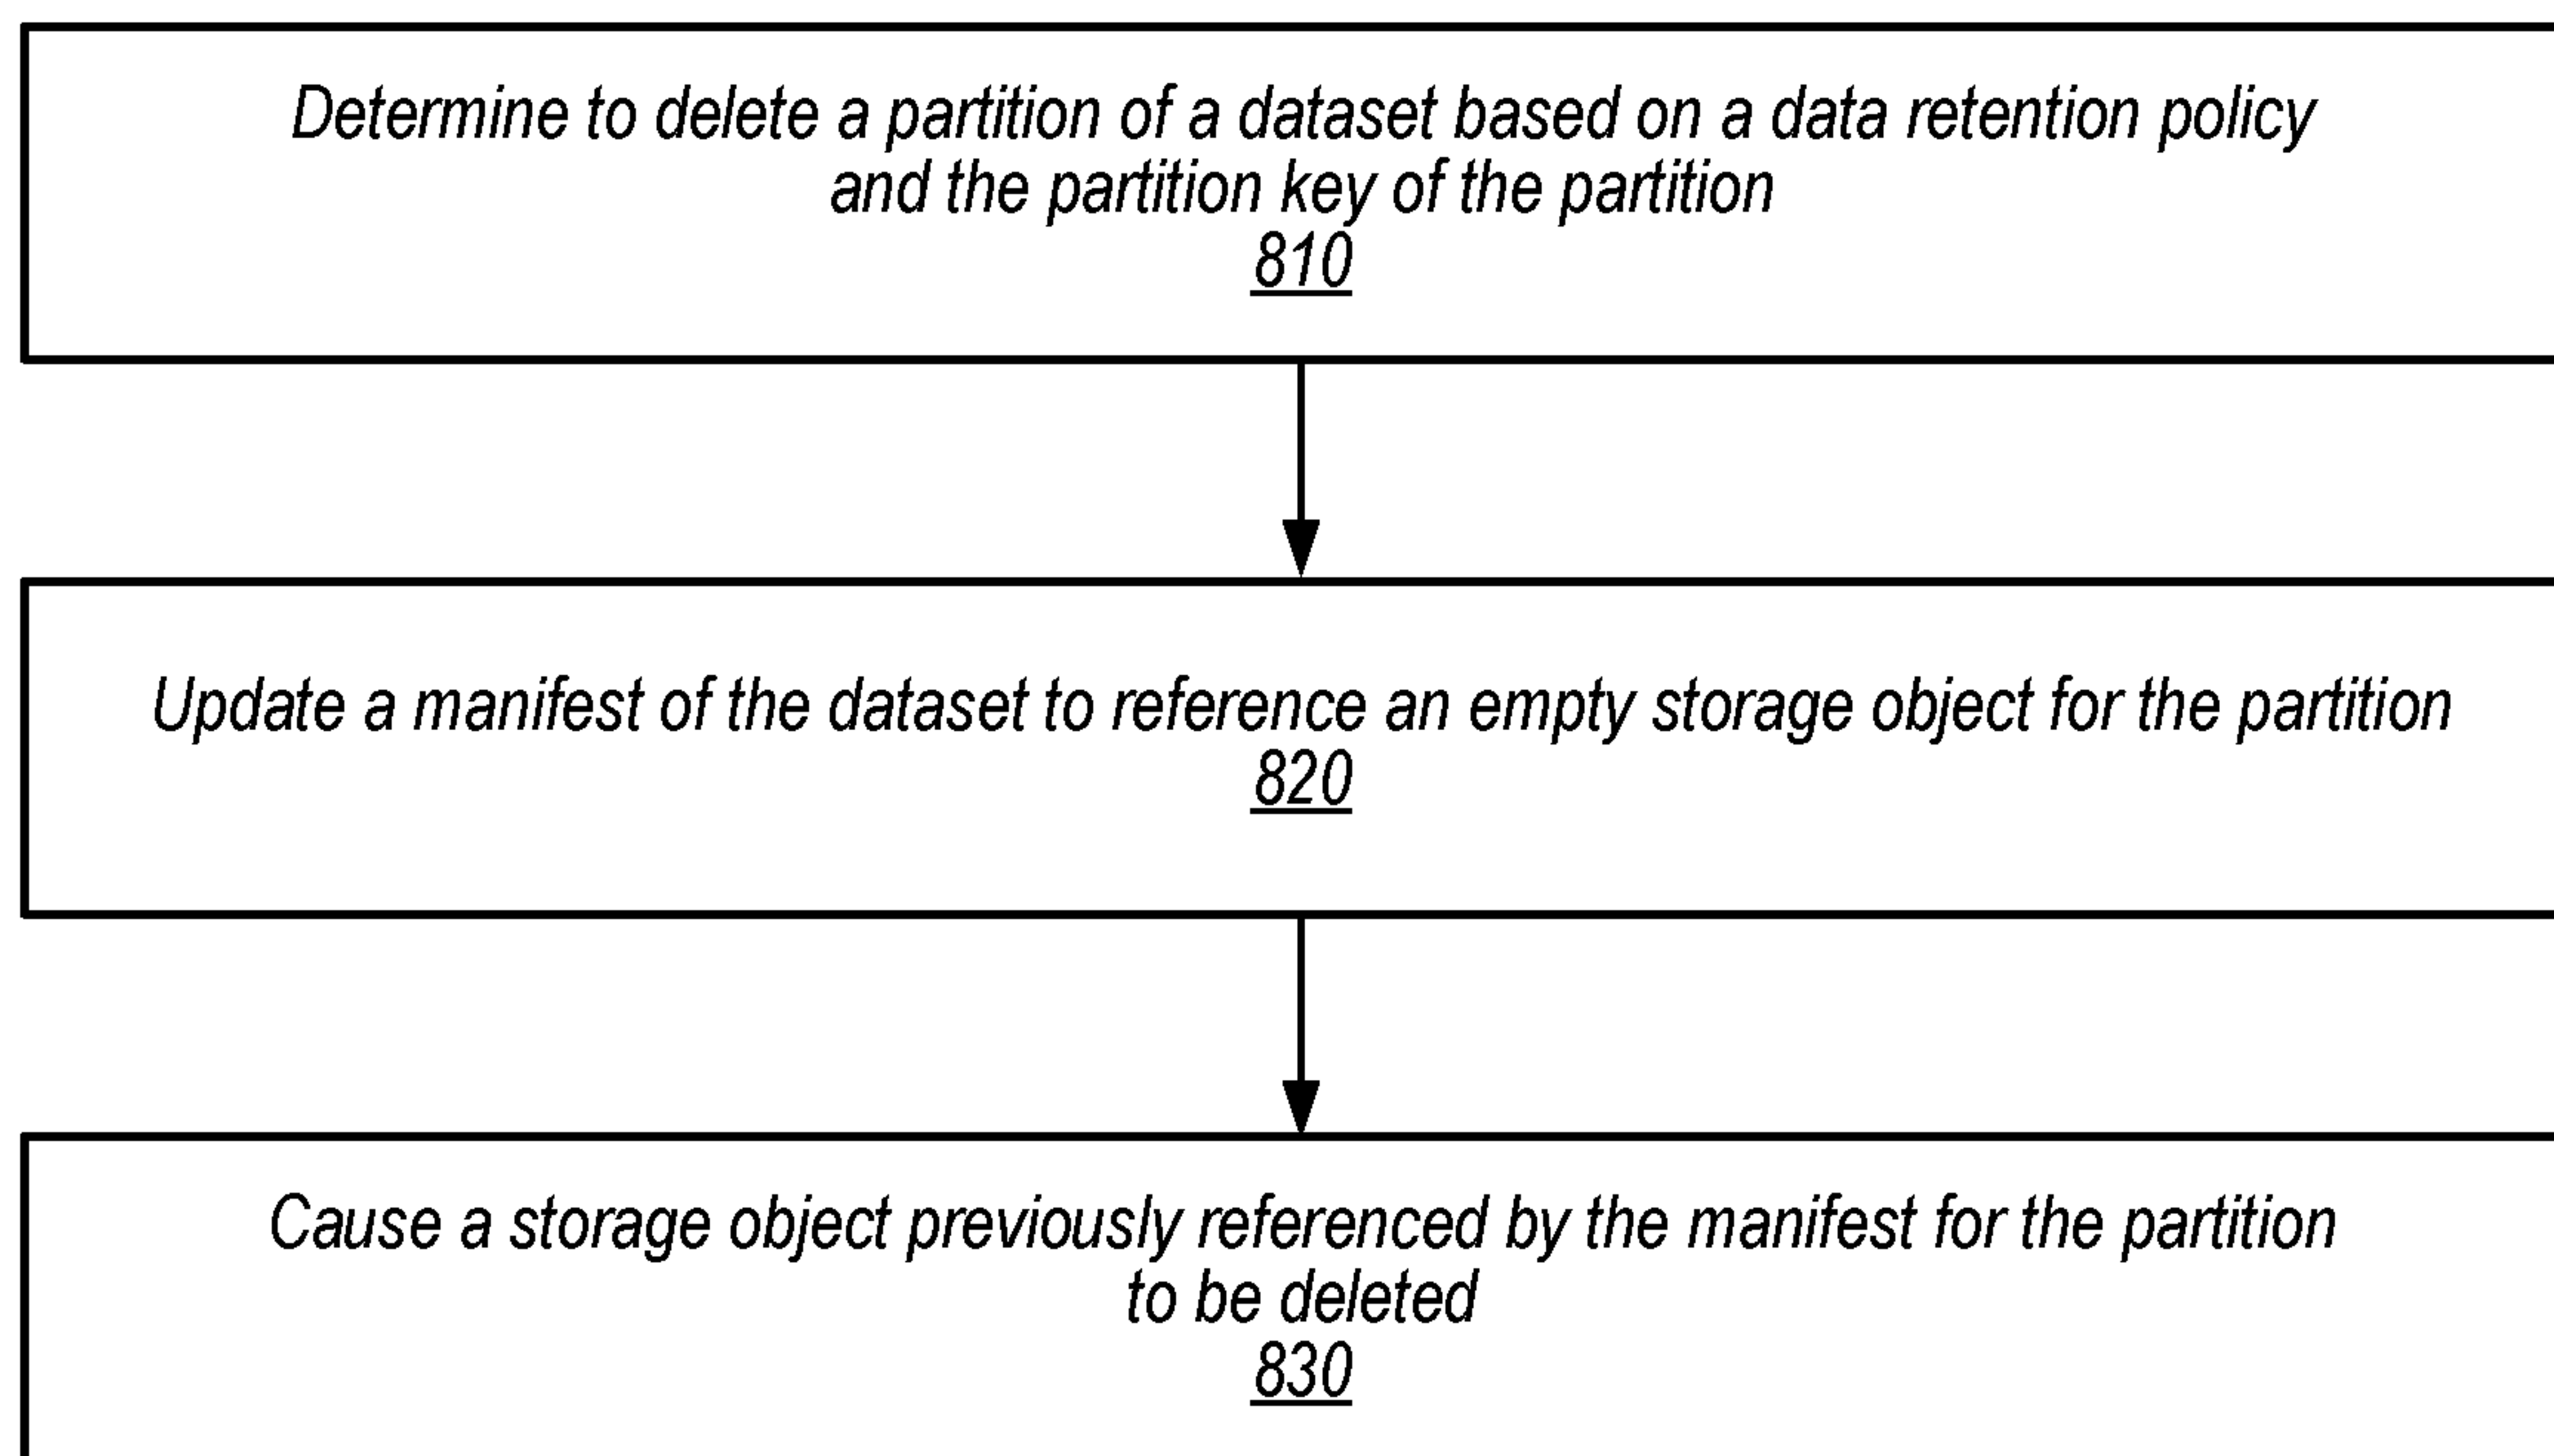 Determine to delete a partition of a dataset based on a data retention policy
and the partition key of the partition
810
Update a manifest of the dataset to reference an empty storage object for the partition
820
Cause a storage object previously referenced by the manifest for the partition
to be deleted
830